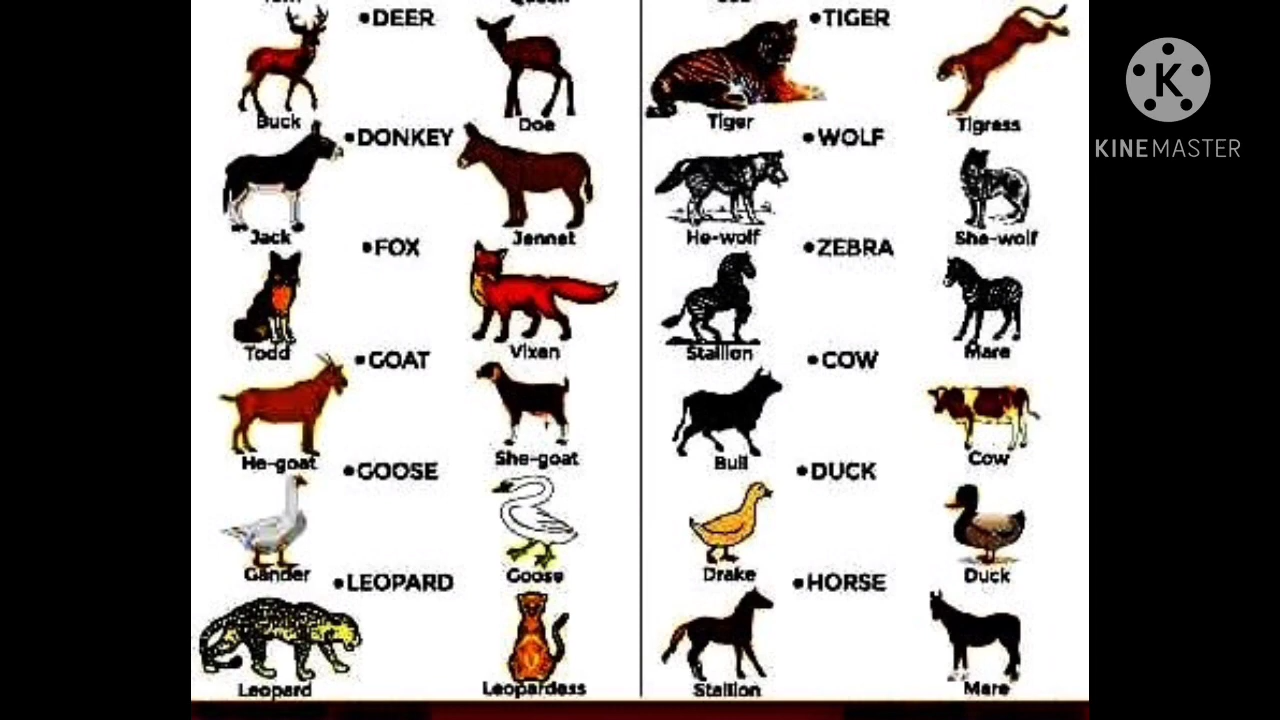 •DEER
Buck
Doe
•DONKEY
Jack
Jennet
•FOX
Todd
Vixen
•GOAT
He-goat
She-goat
•GOOSE
Gander
Goose
•LEOPARD
Leopard
Leopardess
•TIGER
Tiger
Tigress
•WOLF
He-wolf
She-wolf
•ZEBRA
Stallion
Mare
•COW
Bull
Cow
•DUCK
Drake
Duck
•HORSE
Stallion
Mare
K
KINEMASTER